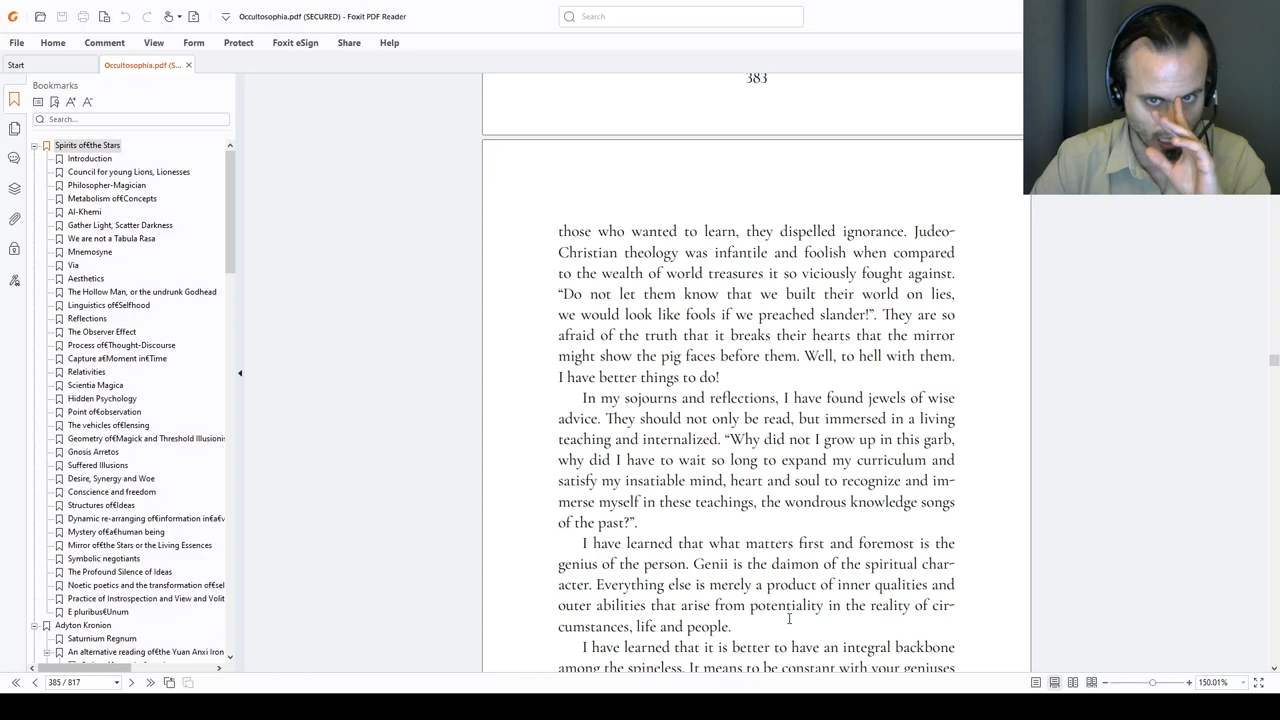 Occultosophia.pdf (SECURED) - Foxit PDF Reader
Search
File Home Comment View Form Protect Foxit eSign Share Help
Start
Occultosophia.pdf (S...
Bookmarks
Search...
Spirits of€the Stars
Introduction
Council for young Lions, Lionesses
Philosopher-Magician
Metabolism of€Concepts
Al-Khemi
Gather Light, Scatter Darkness
We are not a Tabula Rasa
Mnemosyne
Via
Aesthetics
The Hollow Man, or the undrunk Godhead
Linguistics of€Selfhood
Reflections
The Observer Effect
Process of€Thought-Discourse
Capture a€Moment in€Time
Relativities
Scientia Magica
Hidden Psychology
Point of€observation
The vehicles of€lensing
Geometry of€Magick and Threshold Illusionis
Gnosis Arretos
Suffered Illusions
Desire, Synergy and Woe
Conscience and freedom
Structures of€Ideas
Dynamic re-arranging of€information in€a€v
Mystery of€a€human being
Mirror of€the Stars or the Living Essences
Symbolic negotiants
The Profound Silence of Ideas
Noetic poetics and the transformation of€sel
Practice of Instrospection and View and Volit
E pluribus€Unum
Adyton Kronion
Saturnium Regnum
An alternative reading of€the Yuan Anxi Iron
383
those who wanted to learn, they dispelled ignorance. Judeo-
Christian theology was infantile and foolish when compared
to the wealth of world treasures it so viciously fought against.
“Do not let them know that we built their world on lies,
we would look like fools if we preached slander!”. They are so
afraid of the truth that it breaks their hearts that the mirror
might show the pig faces before them. Well, to hell with them.
I have better things to do!
In my sojourns and reflections, I have found jewels of wise
advice. They should not only be read, but immersed in a living
teaching and internalized. “Why did not I grow up in this garb,
why did I have to wait so long to expand my curriculum and
satisfy my insatiable mind, heart and soul to recognize and im-
merse myself in these teachings, the wondrous knowledge songs
of the past?”.
I have learned that what matters first and foremost is the
genius of the person. Genii is the daimon of the spiritual char-
acter. Everything else is merely a product of inner qualities and
outer abilities that arise from potentiality in the reality of cir-
cumstances, life and people.
I have learned that it is better to have an integral backbone
among the spineless. It means to be constant with your geniuses
385 / 817
150.01%